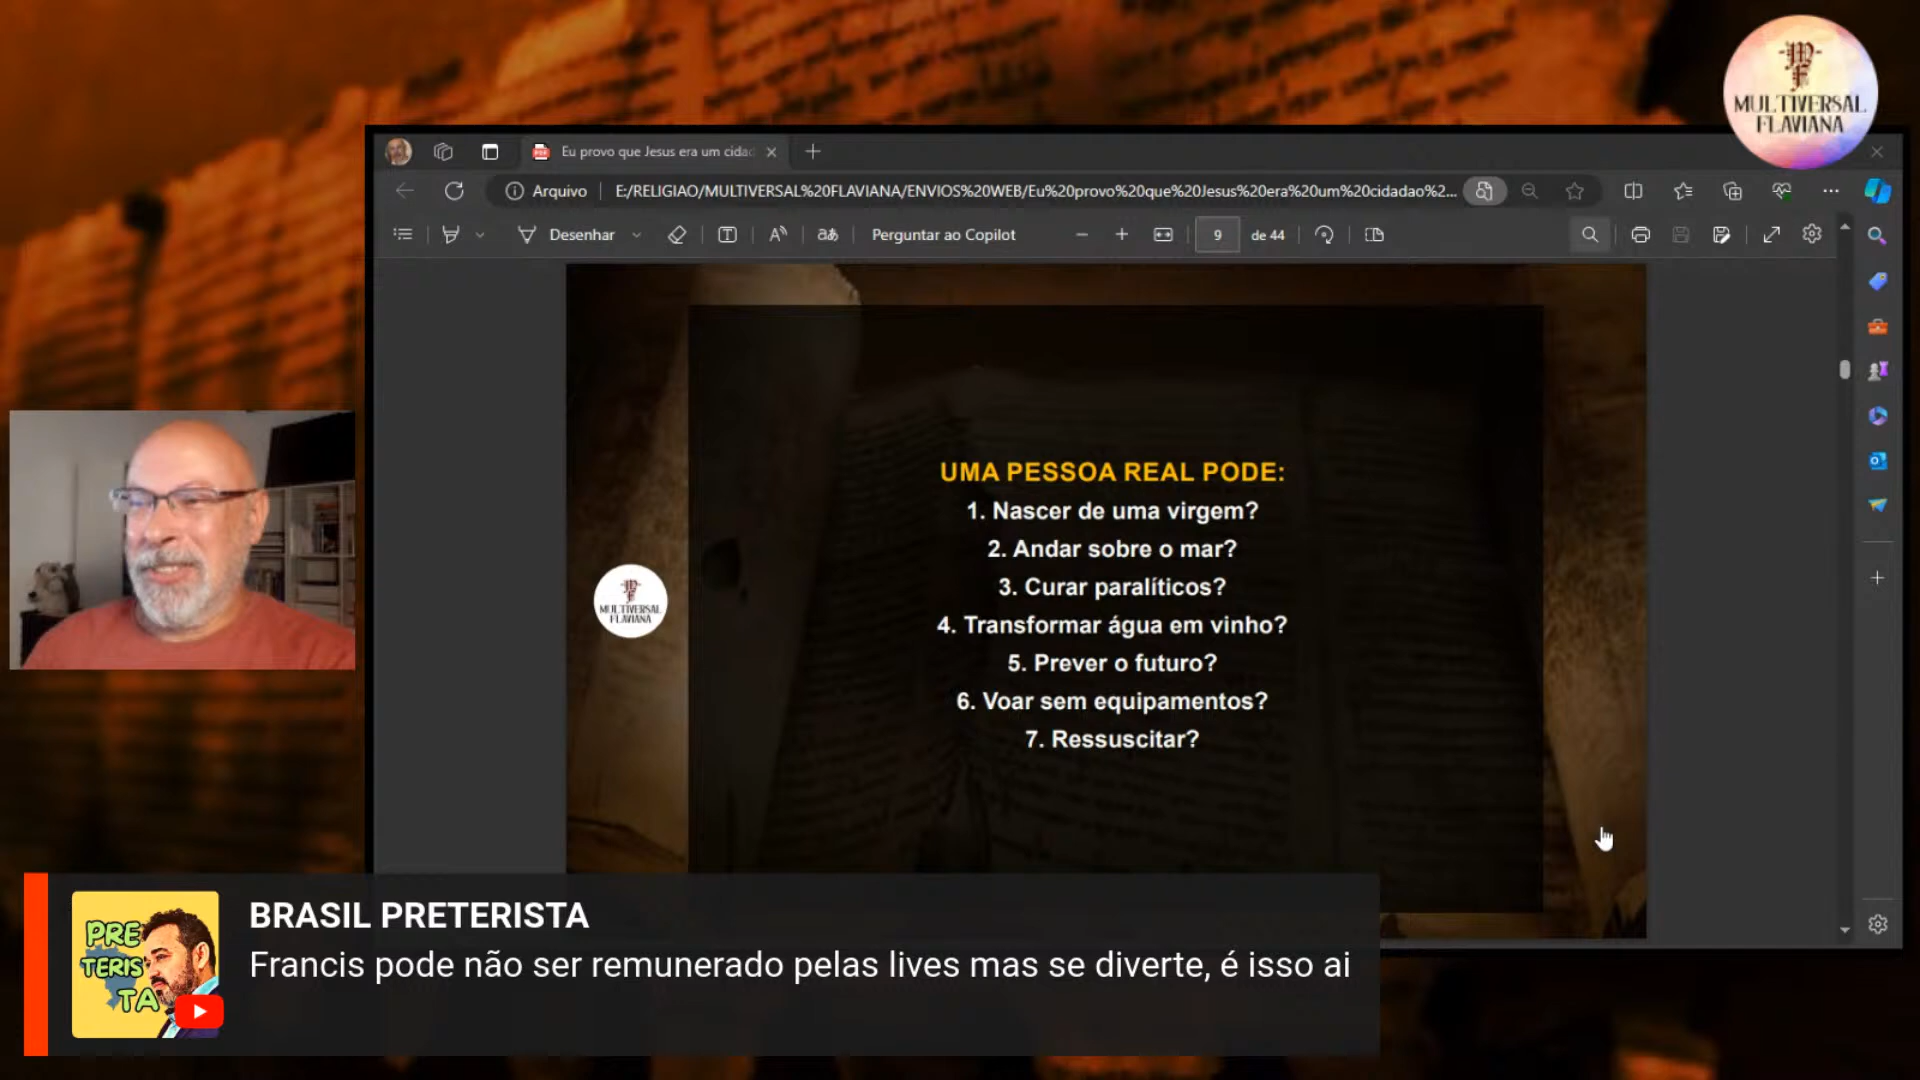 MULTIVERSAL
FLAVIANA
Eu provo que Jesus era um cidac
Arquivo
E:/RELIGIAO/MULTIVERSAL%20FLAVIANA/ENVIOS%20WEB/Eu%20provo%20que%20Jesus%20era%20um%20cidadao%2...
Desenhar
Perguntar ao Copilot
9
de 44
UMA PESSOA REAL PODE:
1. Nascer de uma virgem?
2. Andar sobre o mar?
3. Curar paralíticos?
4. Transformar água em vinho?
5. Prever o futuro?
6. Voar sem equipamentos?
7. Ressuscitar?
MULTIVERSAL
FLAVIANA
PRE
TERIS
TA
BRASIL PRETERISTA
Francis pode não ser remunerado pelas lives mas se diverte, é isso ai